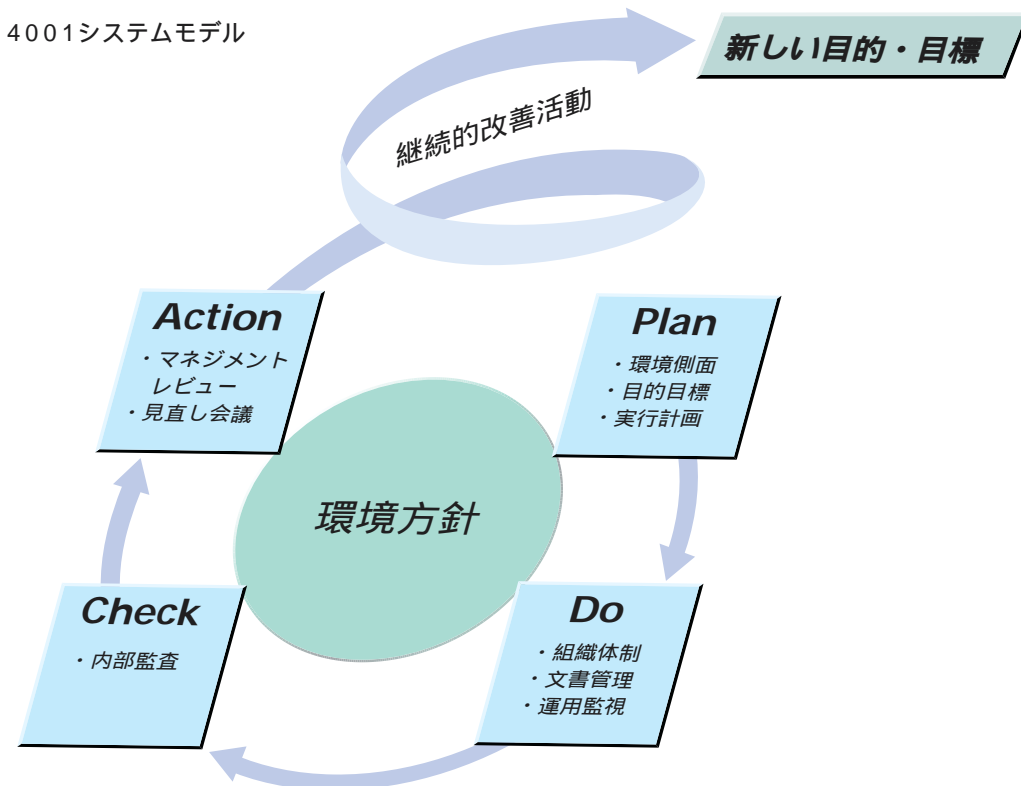 4001システムモデル
新しい目的・目標
継続的改善活動
Action
・マネジメント
レビュー
・見直し会議
Plan
・環境側面
・目的目標
・実行計画
環境方針
Check
・内部監査
Do
・組織体制
・文書管理
・運用監視